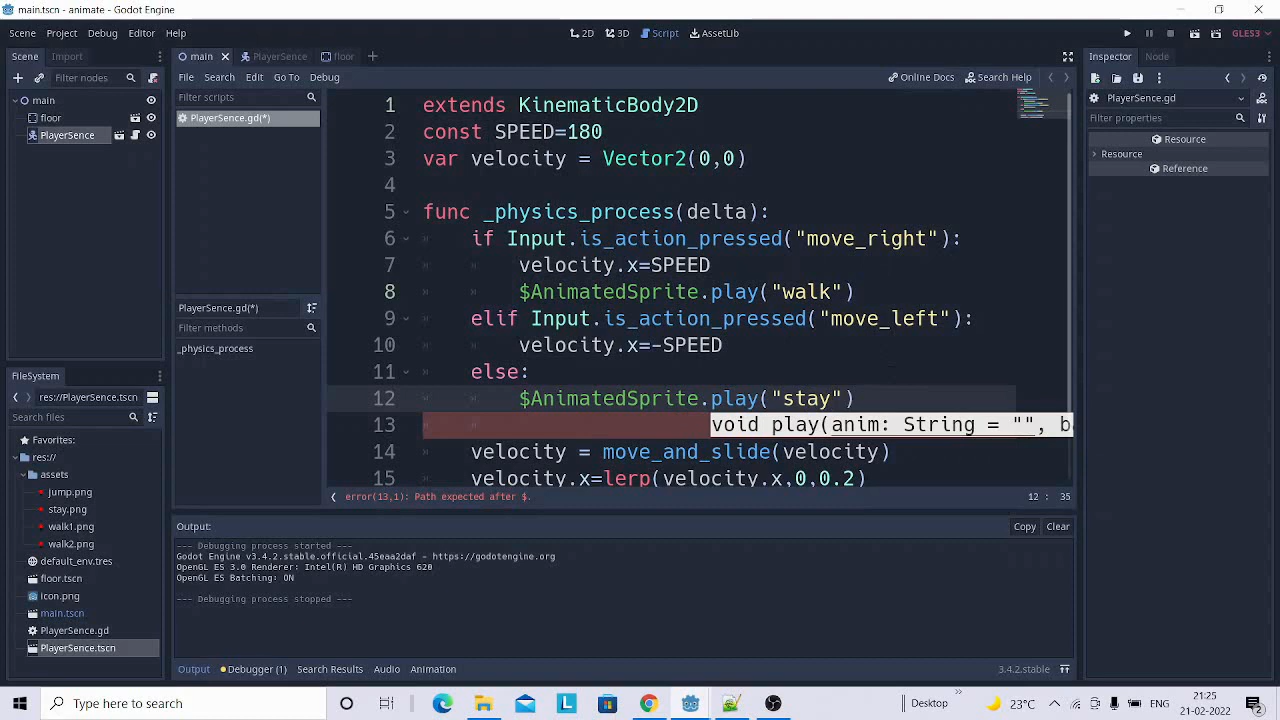 main.tscn - animate - Godot Engine
Scene Project Debug Editor Help
2D 3D Script AssetLib
GLES3
Scene Import
Filter nodes
main
floor
PlayerSence
main PlayerSence floor
File Search Edit Go To Debug
Online Docs Search Help
Filter scripts
PlayerSence.gd(*)
PlayerSence.gd(*)
Filter methods
_physics_process
1 extends KinematicBody2D
2 const SPEED=180
3 var velocity = Vector2(0,0)
4
5 func _physics_process(delta):
6 if Input.is_action_pressed("move_right"):
7 velocity.x=SPEED
8 $AnimatedSprite.play("walk")
9 elif Input.is_action_pressed("move_left"):
10 velocity.x=-SPEED
11 else:
12 $AnimatedSprite.play("stay")
13 void play(anim: String = "", b
14 velocity = move_and_slide(velocity)
15 velocity.x=lerp(velocity.x,0,0.2)
error(13,1): Path expected after $.
12 : 35
Inspector Node
PlayerSence.gd
Filter properties
Resource
Resource
Reference
FileSystem
res://PlayerSence.tscn
Search files
Favorites:
res://
assets
Jump.png
stay.png
walk1.png
walk2.png
default_env.tres
floor.tscn
icon.png
main.tscn
PlayerSence.gd
PlayerSence.tscn
Output:
Copy Clear
--- Debugging process started ---
Godot Engine v3.4.2.stable.official.45eaa2daf - https://godotengine.org
OpenGL ES 3.0 Renderer: Intel(R) HD Graphics 620
OpenGL ES Batching: ON
--- Debugging process stopped ---
Output Debugger (1) Search Results Audio Animation
3.4.2.stable
Type here to search
Desktop
23°C
ENG
21:25
21-02-2022
2